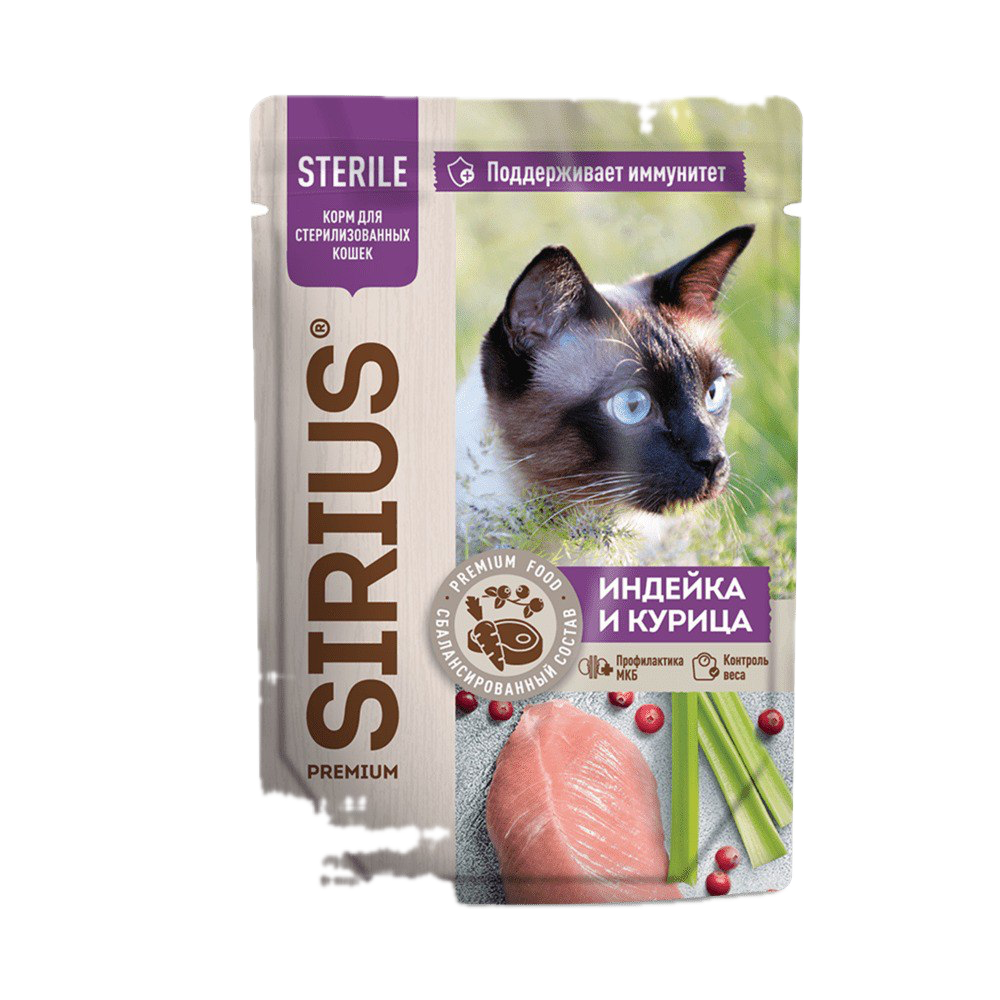 STERILE
КОРМ ДЛЯ
СТЕРИЛИЗОВАННЫХ
КОШЕК
Поддерживает иммунитет
SIRIUS®
PREMIUM
PREMIUM FOOD
СБАЛАНСИРОВАННЫЙ СОСТАВ
ИНДЕЙКА
И КУРИЦА
Профилактика
МКБ
Контроль
веса